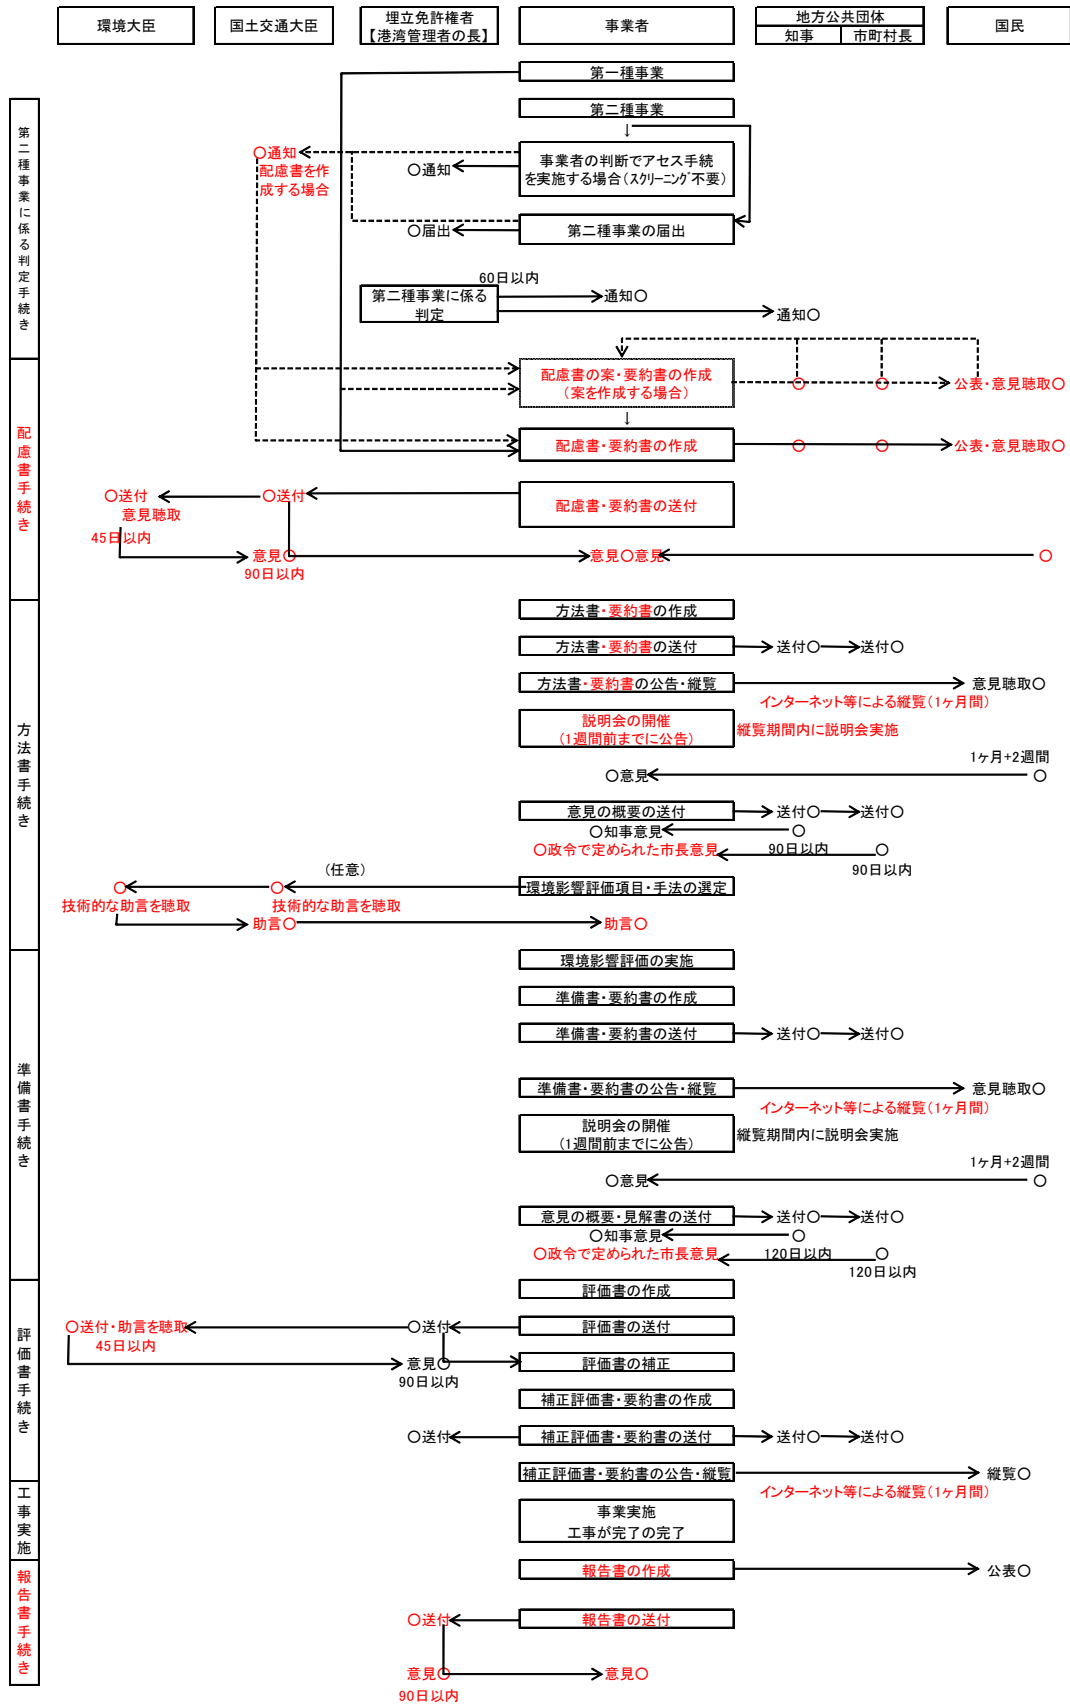 環境大臣
国土交通大臣
埋立免許権者
【港湾管理者の長】
事業者
地方公共団体
知事
市町村長
国民
第二種事業に係る判定手続き
第一種事業
第二種事業
↓
○通知
配慮書を作
成する場合
○通知
事業者の判断でアセス手続
を実施する場合(スクリーニング不要)
○届出
第二種事業の届出
60日以内
第二種事業に係る
判定
通知○
通知○
配慮書手続き
配慮書の案・要約書の作成
(案を作成する場合)
○
○
公表・意見聴取○
↓
配慮書・要約書の作成
○
○
公表・意見聴取○
○送付
意見聴取
○送付
配慮書・要約書の送付
45日以内
意見○
90日以内
意見○意見
○
方法書手続き
方法書・要約書の作成
方法書・要約書の送付
送付○
送付○
方法書・要約書の公告・縦覧
意見聴取○
インターネット等による縦覧(1ヶ月間)
説明会の開催
(1週間前までに公告)
縦覧期間内に説明会実施
1ヶ月+2週間
○意見
○
意見の概要の送付
送付○
送付○
○知事意見
○
90日以内
○政令で定められた市長意見
○
90日以内
(任意)
○
○
環境影響評価項目・手法の選定
技術的な助言を聴取
技術的な助言を聴取
助言○
助言○
準備書手続き
環境影響評価の実施
準備書・要約書の作成
準備書・要約書の送付
送付○
送付○
準備書・要約書の公告・縦覧
意見聴取○
インターネット等による縦覧(1ヶ月間)
説明会の開催
(1週間前までに公告)
縦覧期間内に説明会実施
1ヶ月+2週間
○意見
○
意見の概要・見解書の送付
送付○
送付○
○知事意見
○
120日以内
○政令で定められた市長意見
○
120日以内
評価書手続き
評価書の作成
○送付・助言を聴取
45日以内
○送付
評価書の送付
意見○
90日以内
評価書の補正
補正評価書・要約書の作成
○送付
補正評価書・要約書の送付
送付○
送付○
補正評価書・要約書の公告・縦覧
縦覧○
インターネット等による縦覧(1ヶ月間)
工事実施
事業実施
工事が完了の完了
報告書手続き
報告書の作成
公表○
○送付
報告書の送付
意見○
90日以内
意見○